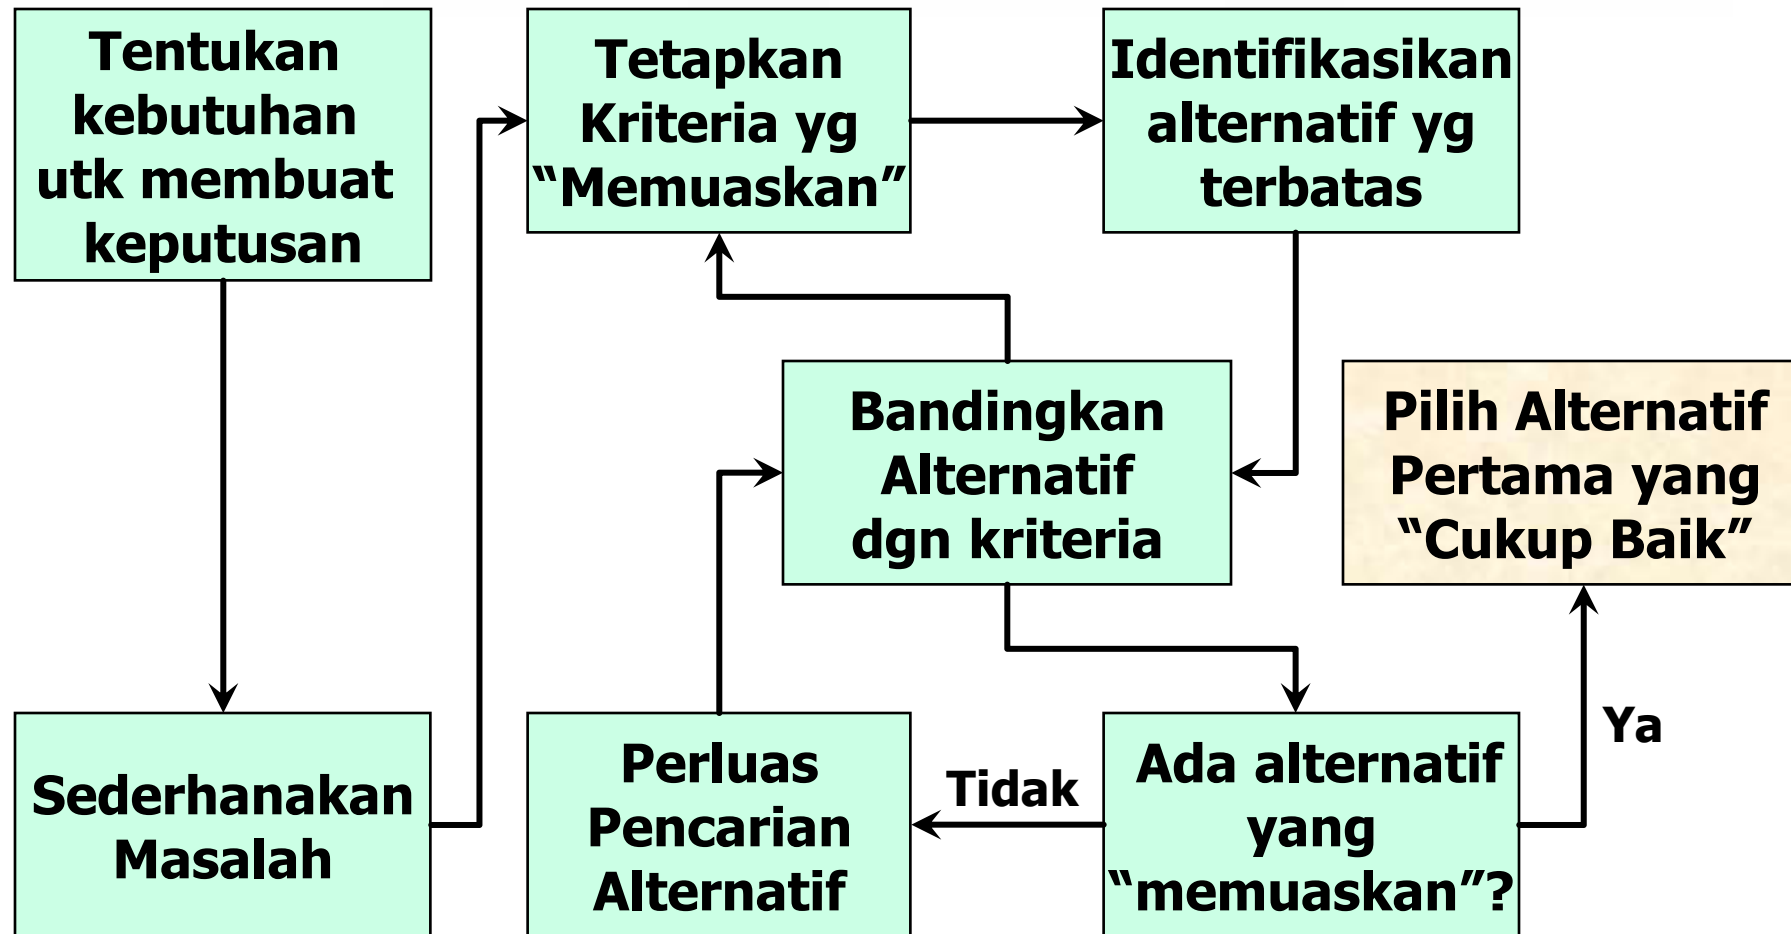 Tentukan
kebutuhan
utk membuat
keputusan
Tetapkan
Kriteria yg
“Memuaskan”
Identifikasikan
alternatif yg
terbatas
Bandingkan
Alternatif
dgn kriteria
Pilih Alternatif
Pertama yang
“Cukup Baik”
Sederhanakan
Masalah
Perluas
Pencarian
Alternatif
Tidak
Ada alternatif
yang
“memuaskan”?
Ya